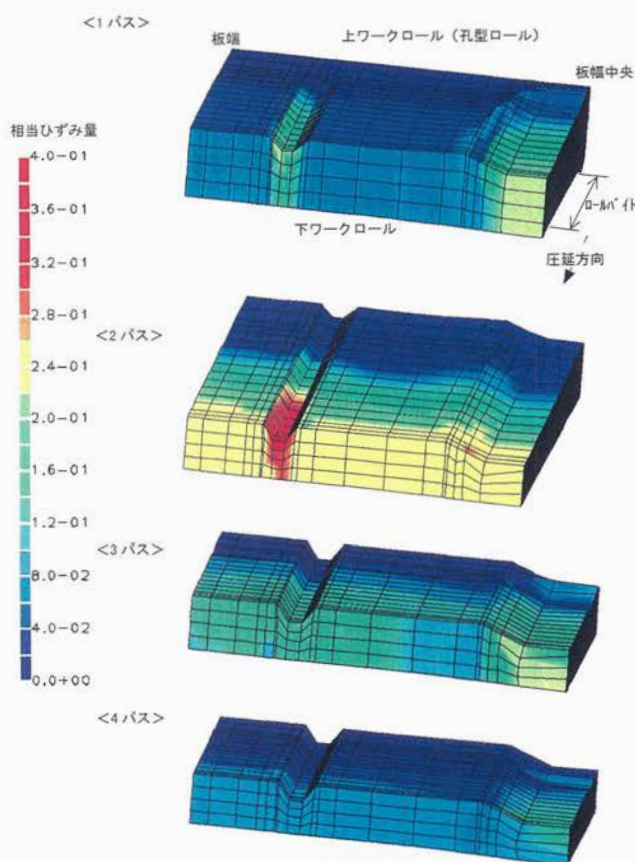 <1パス>
板端
上ワークロール（孔型ロール）
板幅中央
相当ひずみ量
4.0-01
3.6-01
3.2-01
2.8-01
2.4-01
2.0-01
1.6-01
1.2-01
8.0-02
4.0-02
0.0+00
ロールバイト
下ワークロール
圧延方向
<2パス>
<3パス>
<4パス>